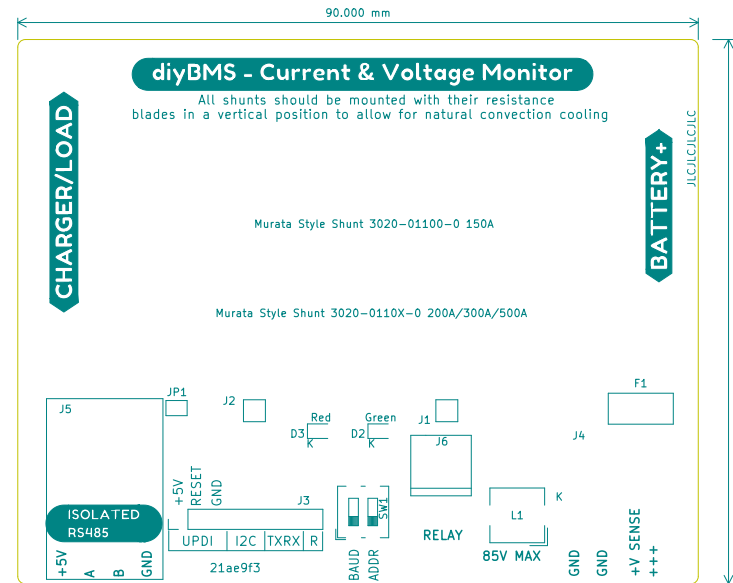 90.000 mm
diyBMS - Current & Voltage Monitor
All shunts should be mounted with their resistance
blades in a vertical position to allow for natural convection cooling
CHARGER/LOAD
BATTERY+
JLCJLCJLCJLC
Murata Style Shunt 3020-01100-0 150A
Murata Style Shunt 3020-0110X-0 200A/300A/500A
F1
JP1
J5
J2
Red
Green
J1
D3
D2
K
K
J6
J4
+5V
RESET
GND
J3
SW1
K
L1
ISOLATED
RS485
UPDI I2C TXRX R
RELAY
85V MAX
21ae9f3
+5V
A
B
GND
BAUD
ADDR
GND
GND
+V SENSE
+++